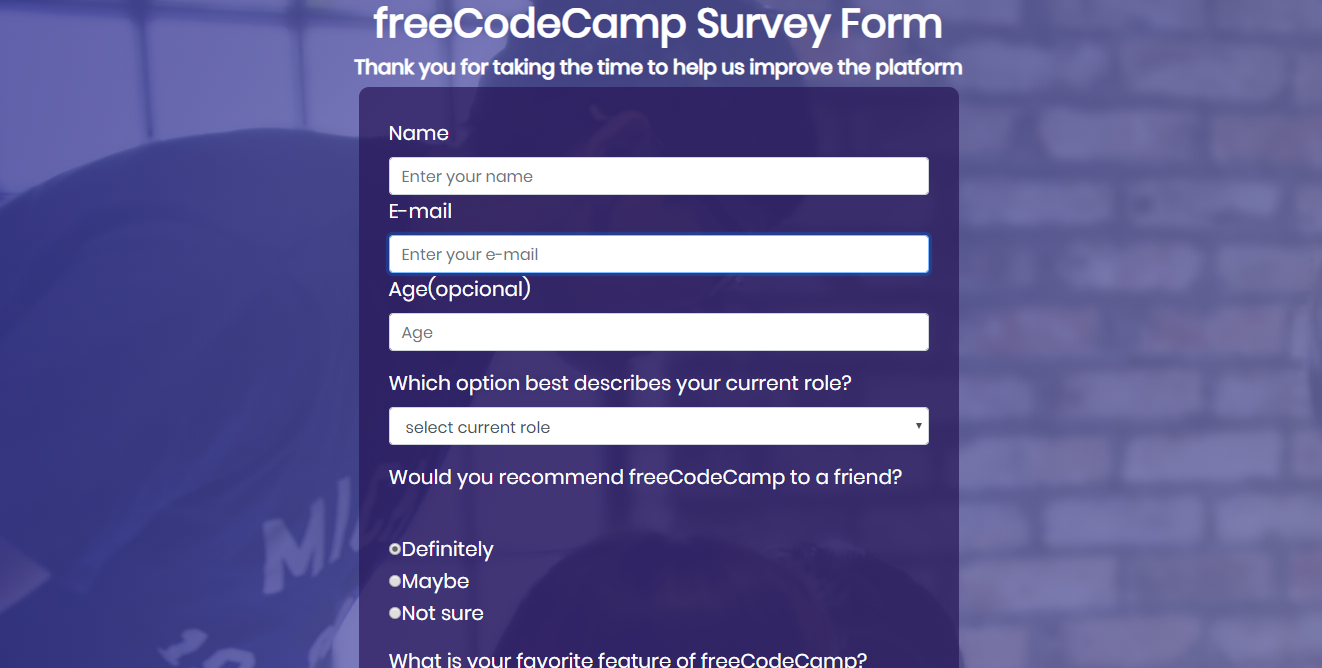 freeCodeCamp Survey Form
Thank you for taking the time to help us improve the platform
Name
Enter your name
E-mail
Enter your e-mail
Age(opcional)
Age
Which option best describes your current role?
select current role
Would you recommend freeCodeCamp to a friend?
Definitely
Maybe
Not sure
What is your favorite feature of freeCodeCamp?